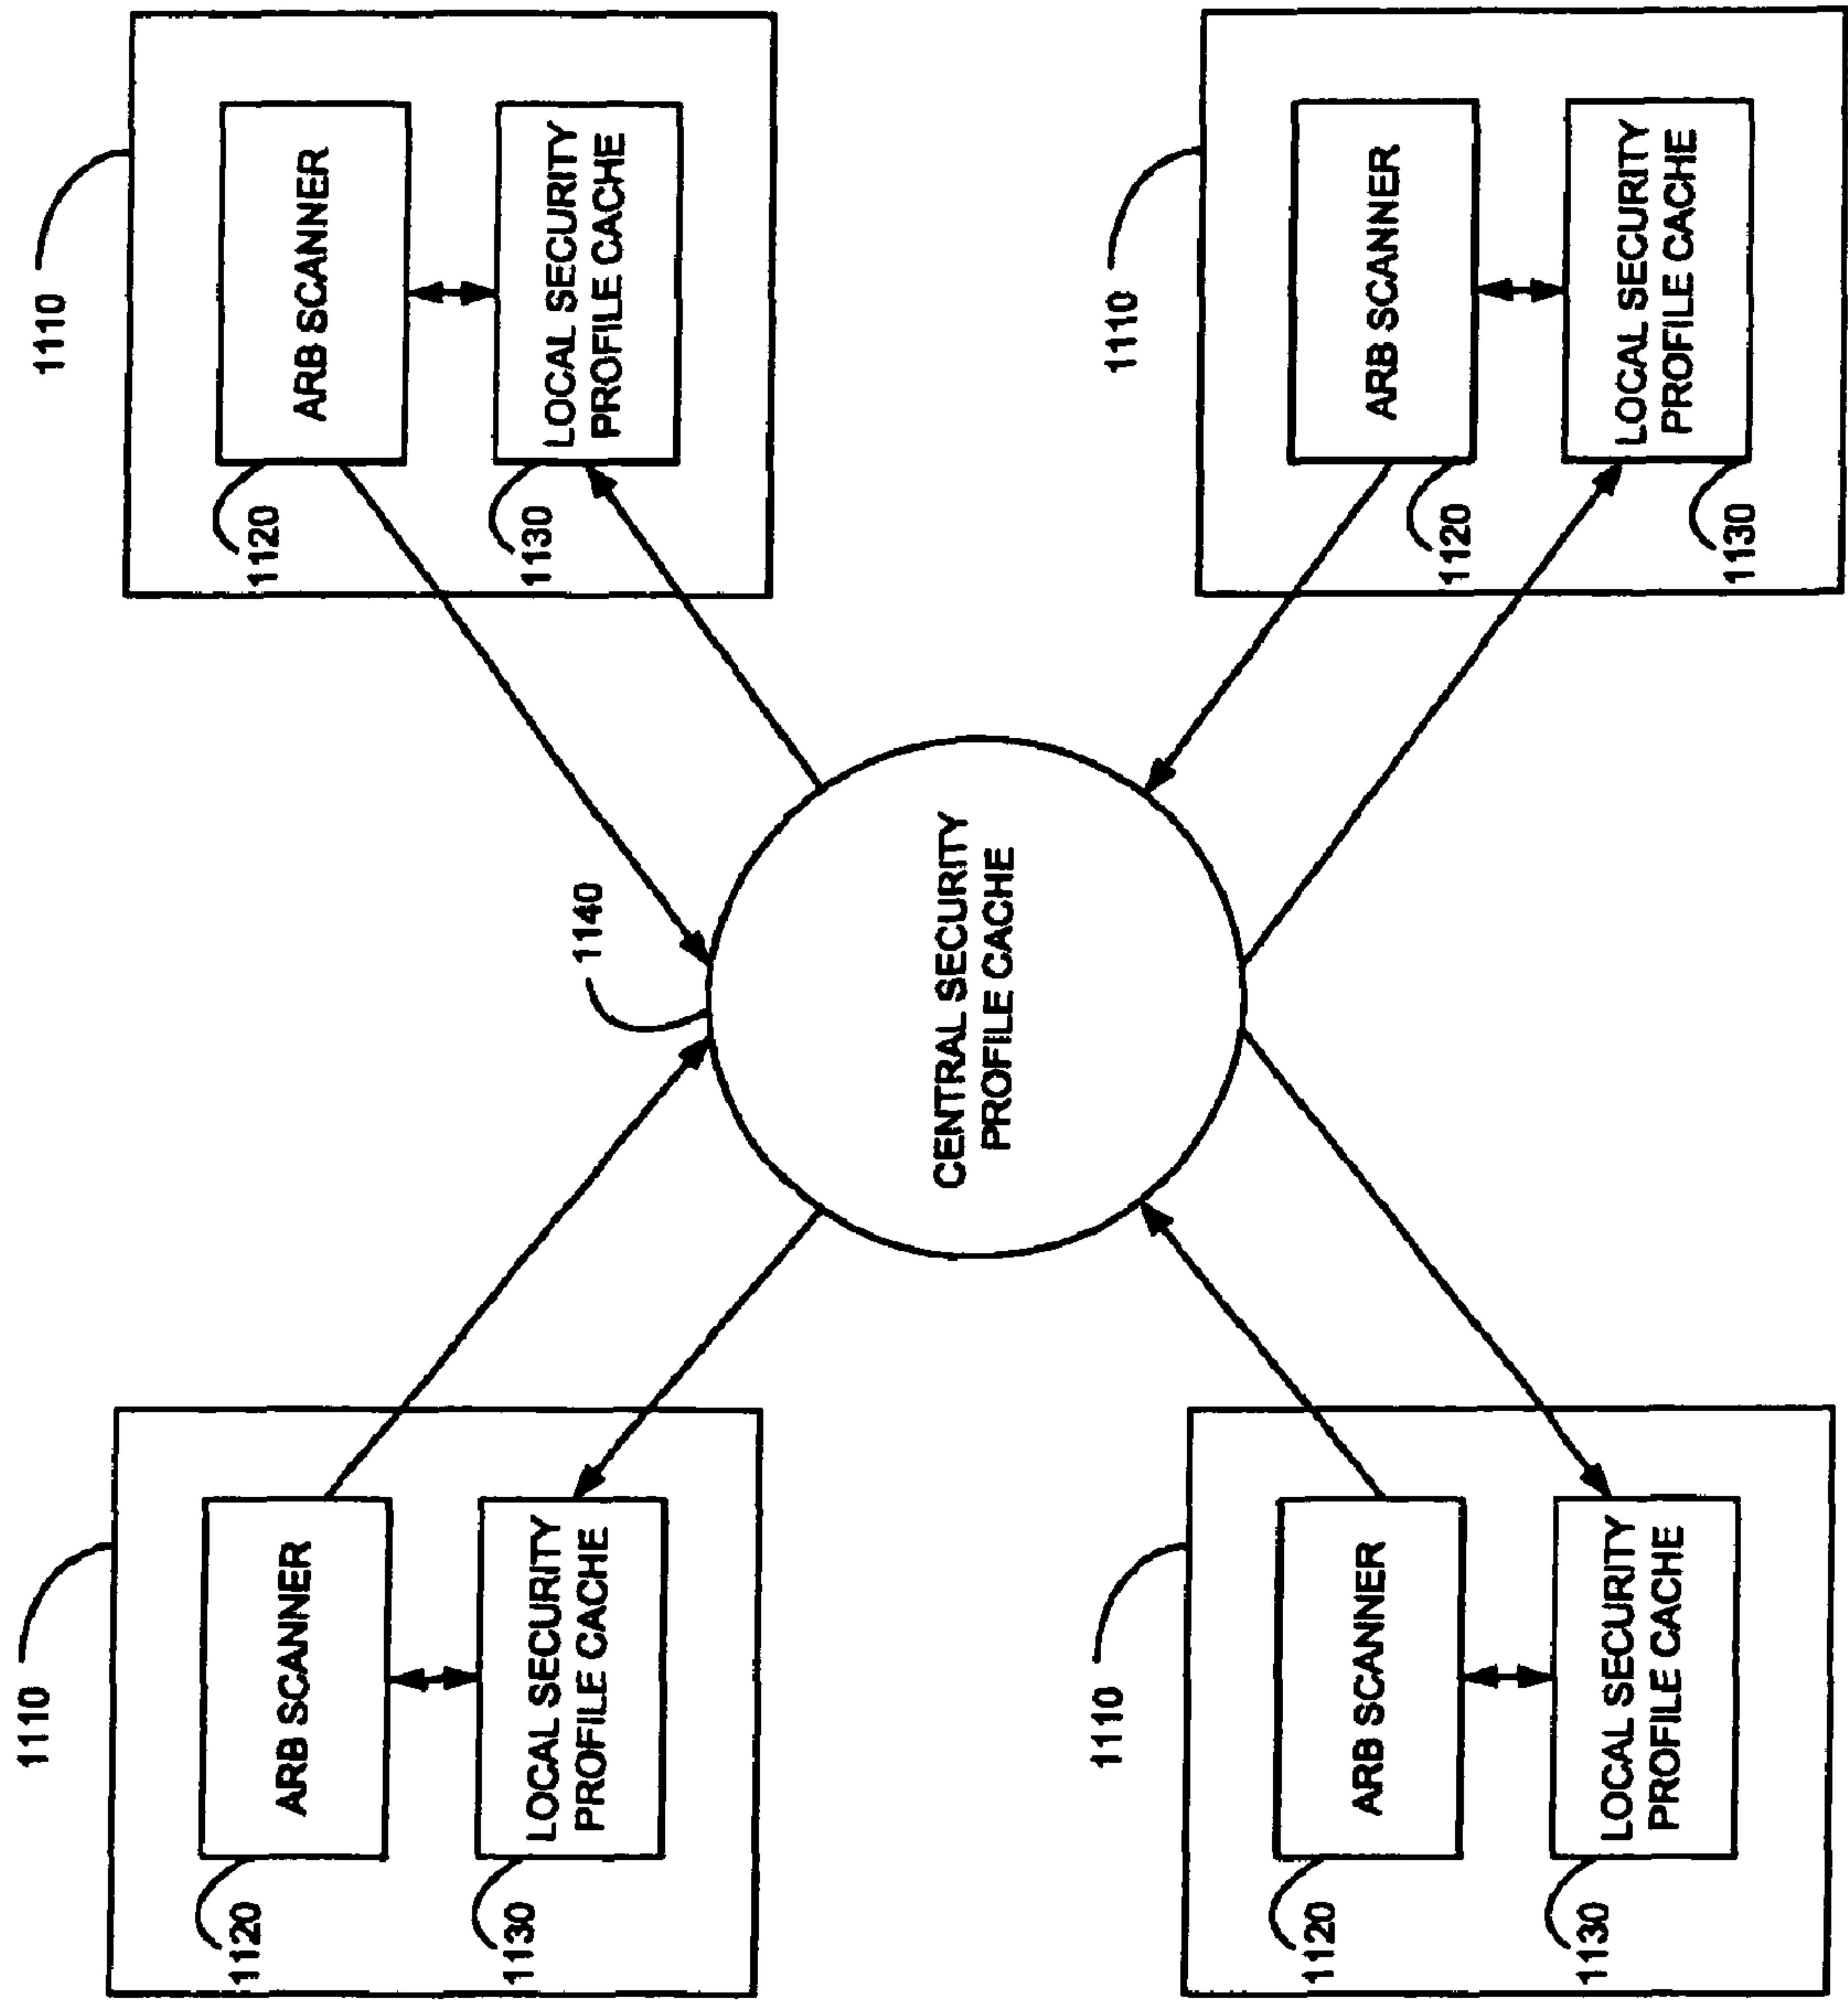 1110
1120
ARB SCANNER
1130
LOCAL SECURITY
PROFILE CACHE
1110
ARB SCANNER
1120
LOCAL SECURITY
PROFILE CACHE
1130
1140
CENTRAL SECURITY
PROFILE CACHE
1110
1120
ARB SCANNER
1130
LOCAL SECURITY
PROFILE CACHE
1110
ARB SCANNER
1120
LOCAL SECURITY
PROFILE CACHE
1130